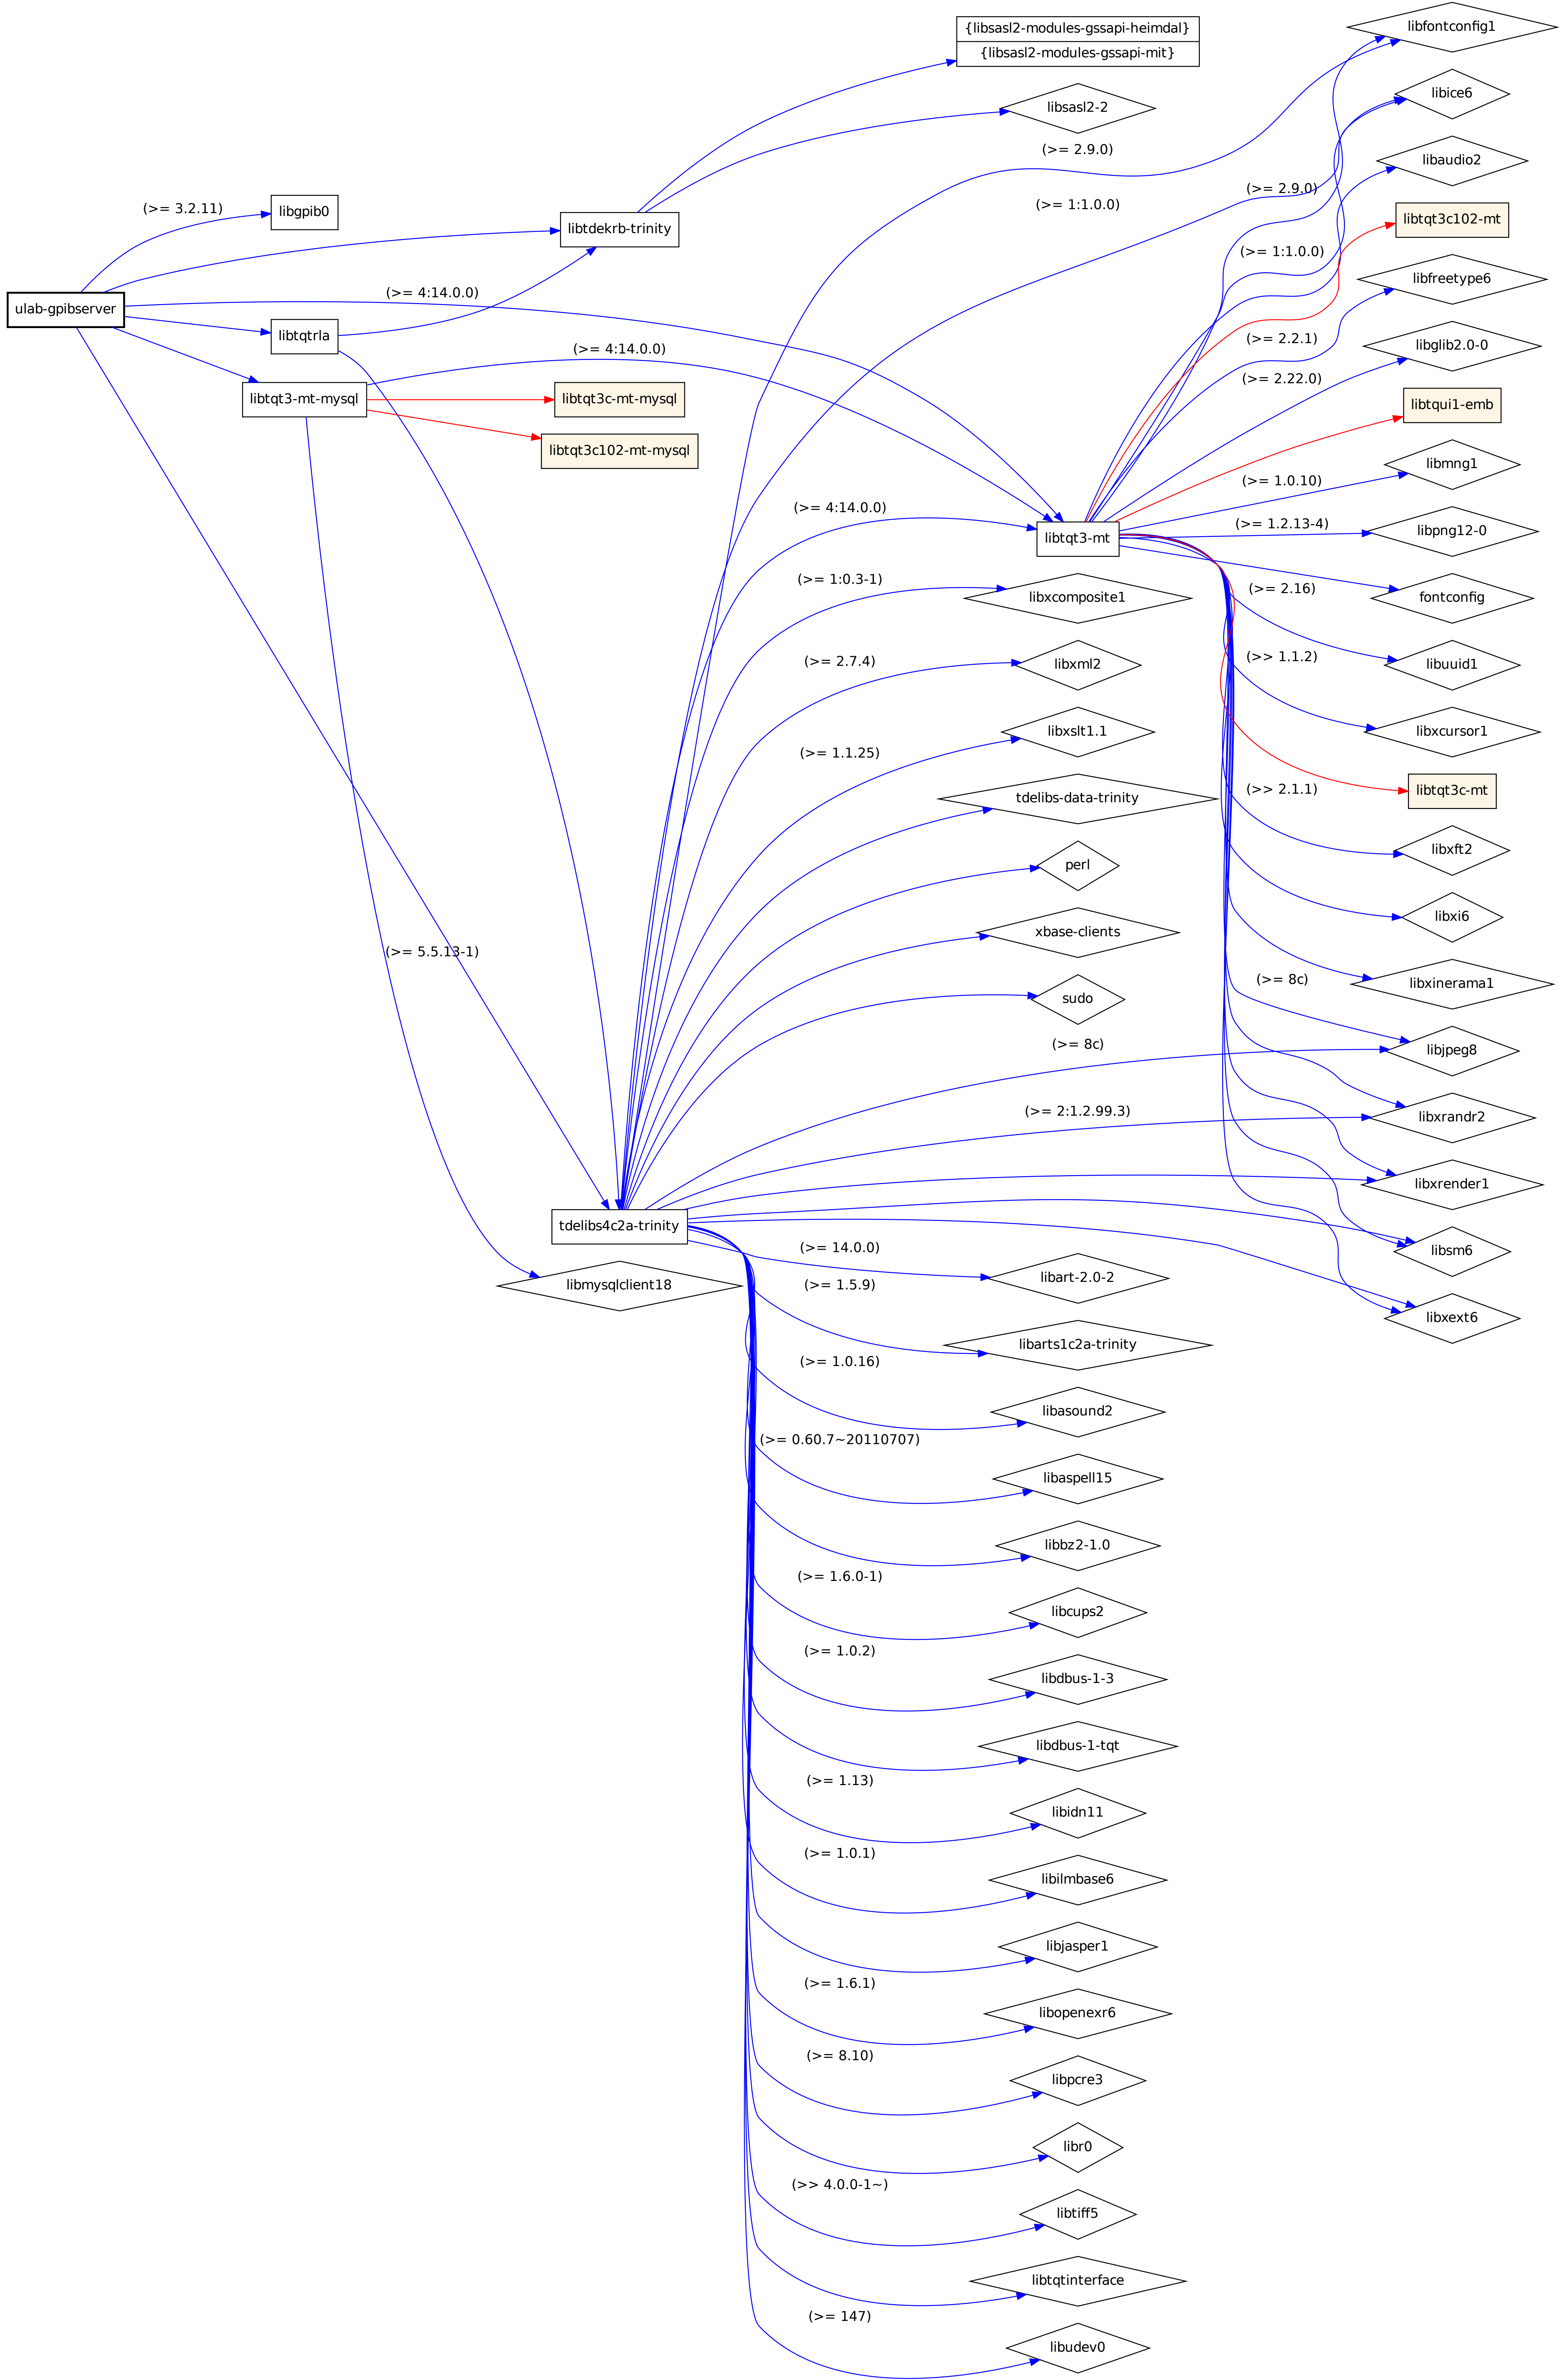 {libsasl2-modules-gssapi-heimdal}
{libsasl2-modules-gssapi-mit}
libfontconfig1
libice6
libsasl2-2
(>= 2.9.0)
libaudio2
(>= 2.9.0)
(>= 3.2.11)
libgpib0
(>= 1:1.0.0)
libtqt3c102-mt
libtdekrb-trinity
(>= 1:1.0.0)
libfreetype6
(>= 4:14.0.0)
ulab-gpibserver
libtqtrla
(>= 4:14.0.0)
(>= 2.2.1)
libglib2.0-0
(>= 2.22.0)
libtqt3-mt-mysql
libtqt3c-mt-mysql
libtqui1-emb
libtqt3c102-mt-mysql
libmng1
(>= 1.0.10)
(>= 4:14.0.0)
(>= 1.2.13-4)
libpng12-0
libtqt3-mt
(>= 1:0.3-1)
(>= 2.16)
libxcomposite1
fontconfig
(>= 2.7.4)
(>> 1.1.2)
libxml2
libuuid1
libxslt1.1
libxcursor1
(>= 1.1.25)
(>> 2.1.1)
libtqt3c-mt
tdelibs-data-trinity
libxft2
perl
libxi6
xbase-clients
(>= 5.5.13-1)
(>= 8c)
libxinerama1
sudo
(>= 8c)
libjpeg8
(>= 2:1.2.99.3)
libxrandr2
libxrender1
tdelibs4c2a-trinity
libsm6
(>= 14.0.0)
libart-2.0-2
libmysqlclient18
(>= 1.5.9)
libxext6
libarts1c2a-trinity
(>= 1.0.16)
libasound2
(>= 0.60.7~20110707)
libaspell15
libbz2-1.0
(>= 1.6.0-1)
libcups2
(>= 1.0.2)
libdbus-1-3
libdbus-1-tqt
(>= 1.13)
libidn11
(>= 1.0.1)
libilmbase6
libjasper1
(>= 1.6.1)
libopenexr6
(>= 8.10)
libpcre3
libr0
(>> 4.0.0-1~)
libtiff5
libtqtinterface
(>= 147)
libudev0